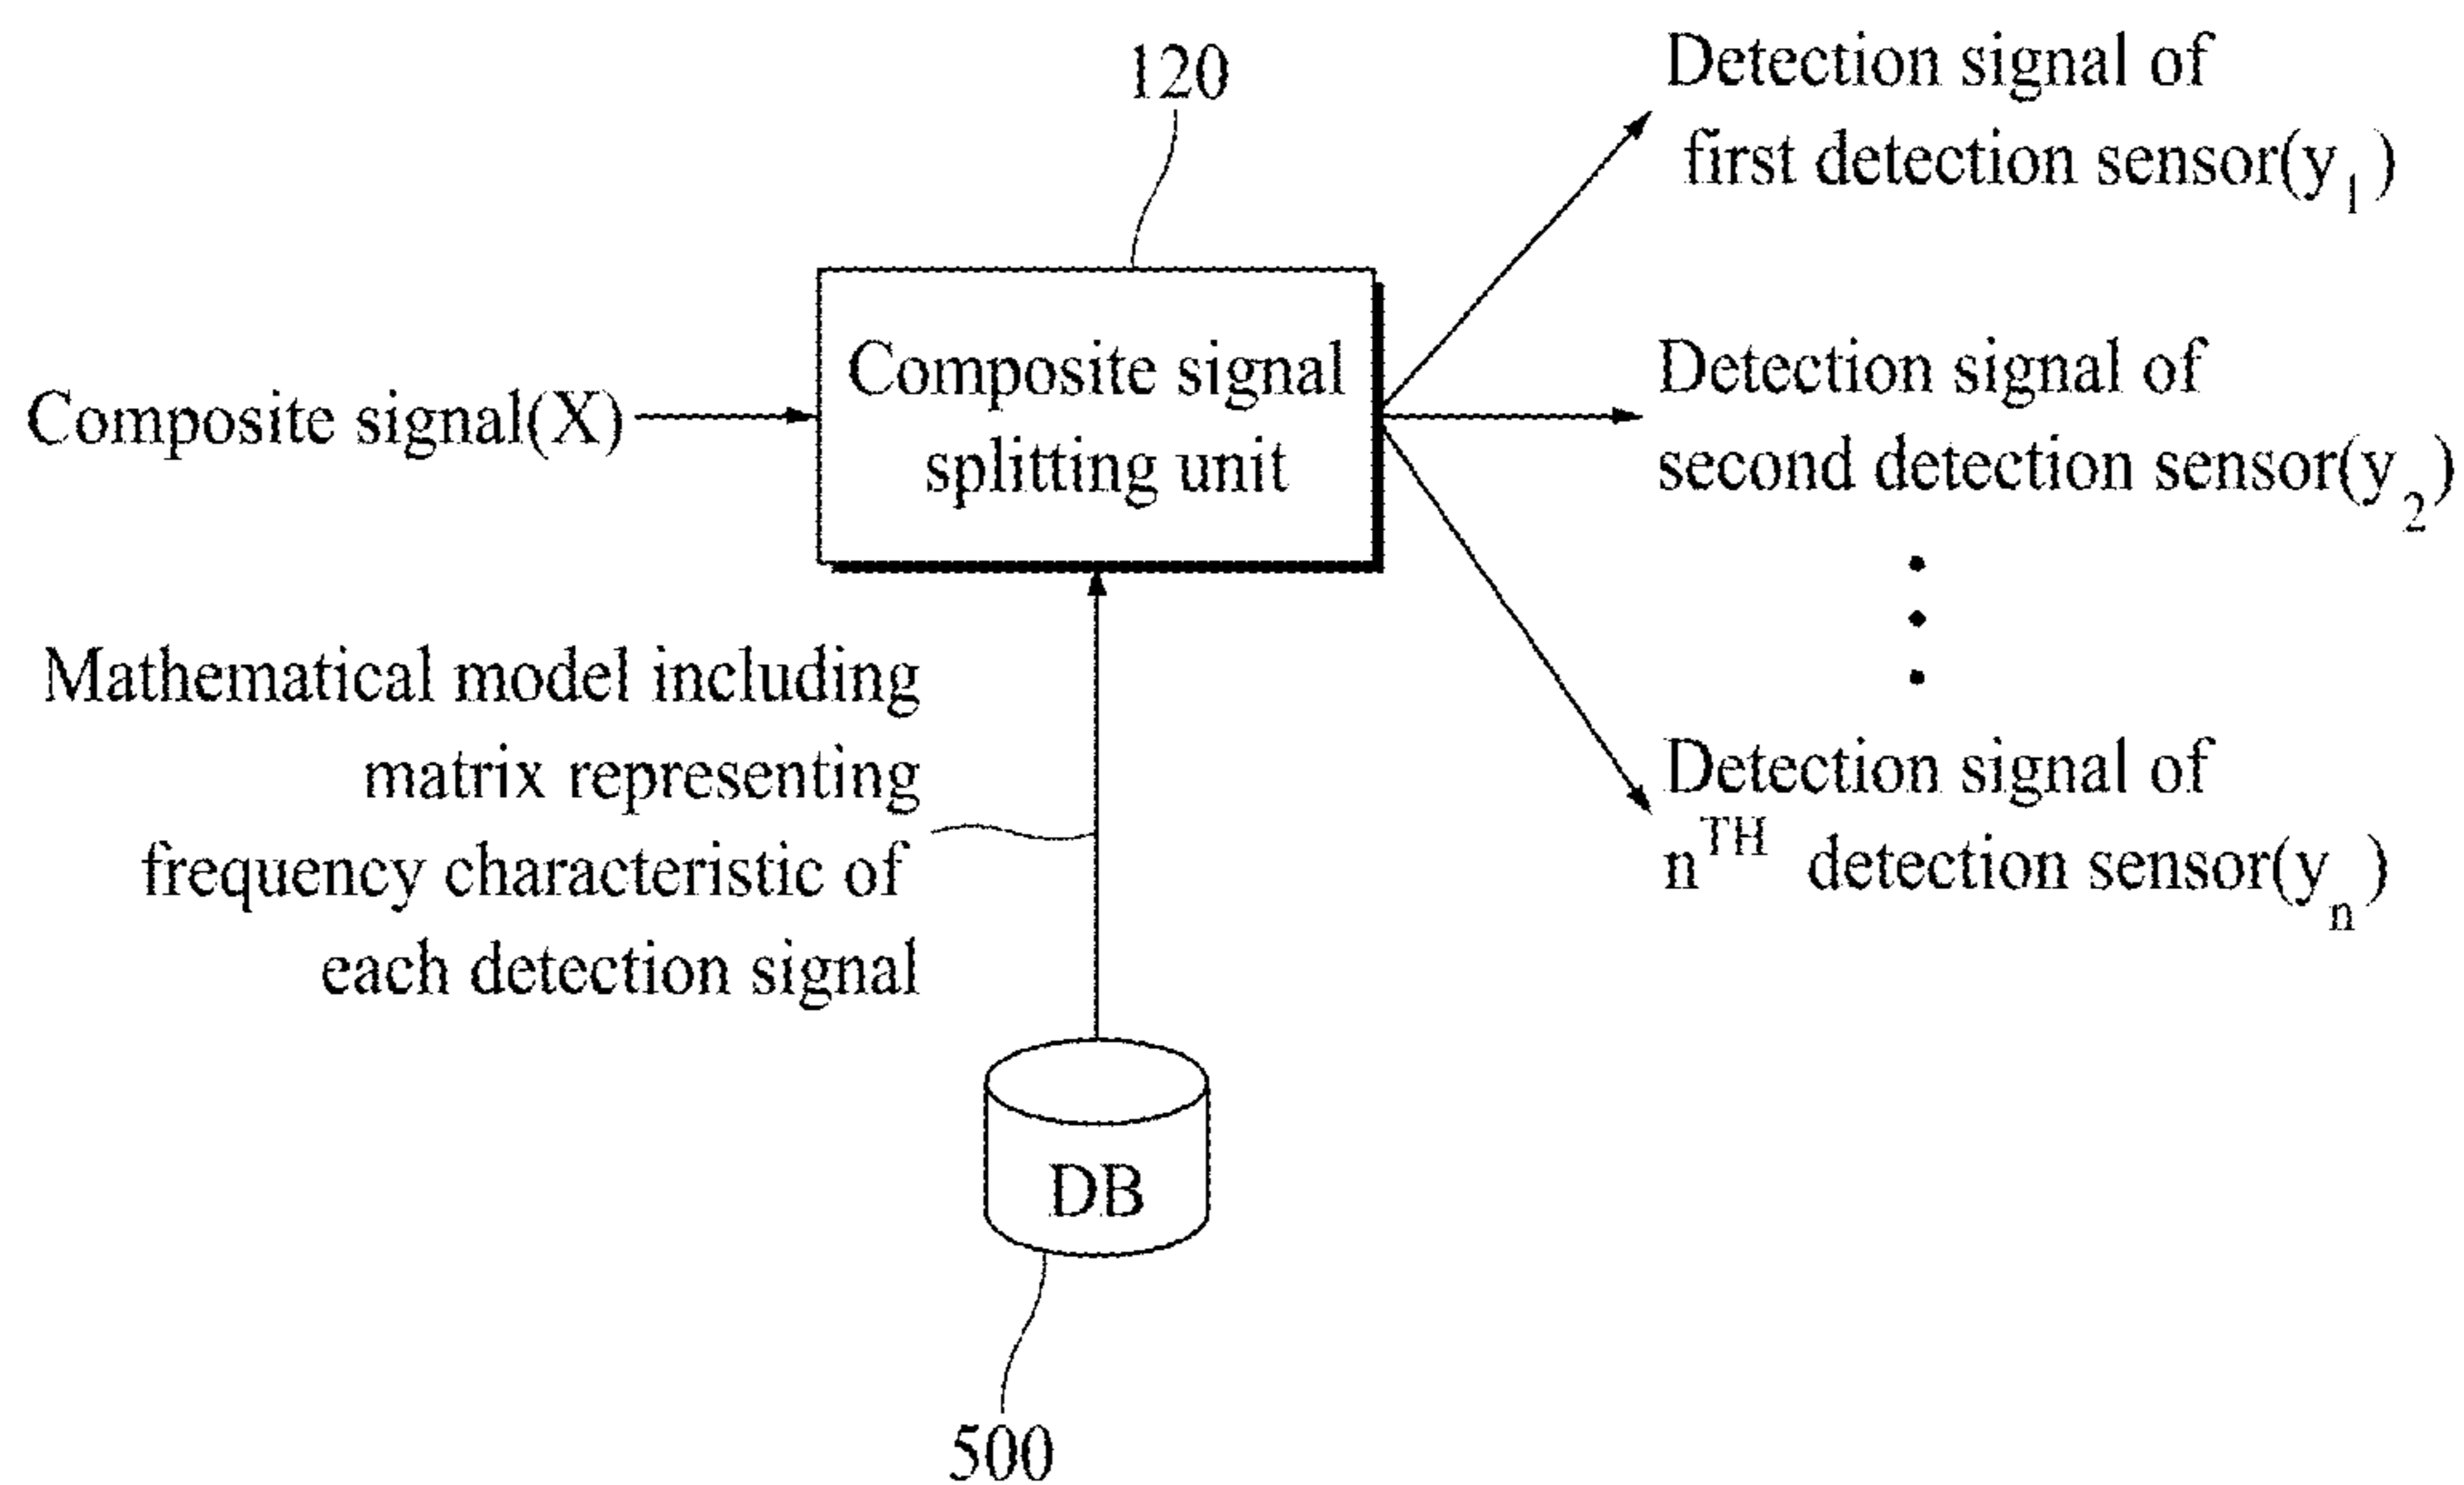 120
Detection signal of
first detection sensor(y1)
Composite signal(X)
Composite signal
splitting unit
Detection signal of
second detection sensor(y2)
Mathematical model including
matrix representing
frequency characteristic of
each detection signal
Detection signal of
nTH detection sensor(yn)
DB
500